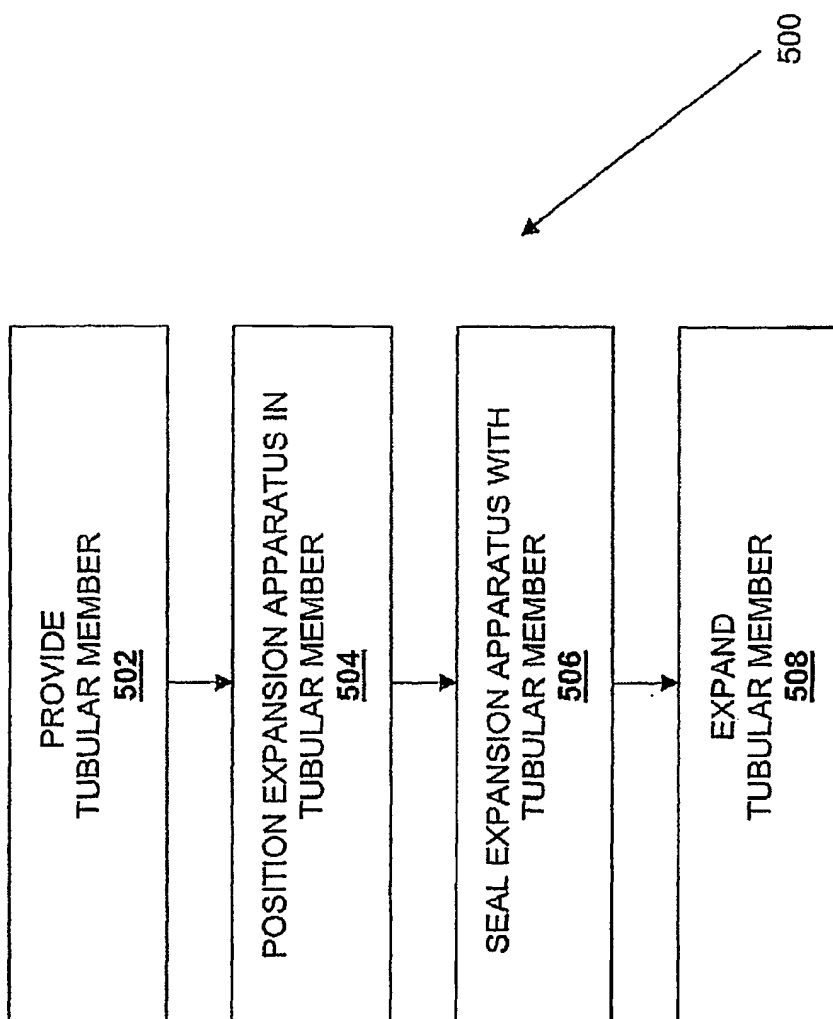 PROVIDE
TUBULAR MEMBER
502
POSITION EXPANSION APPARATUS IN
TUBULAR MEMBER
504
SEAL EXPANSION APPARATUS WITH
TUBULAR MEMBER
506
EXPAND
TUBULAR MEMBER
508
500